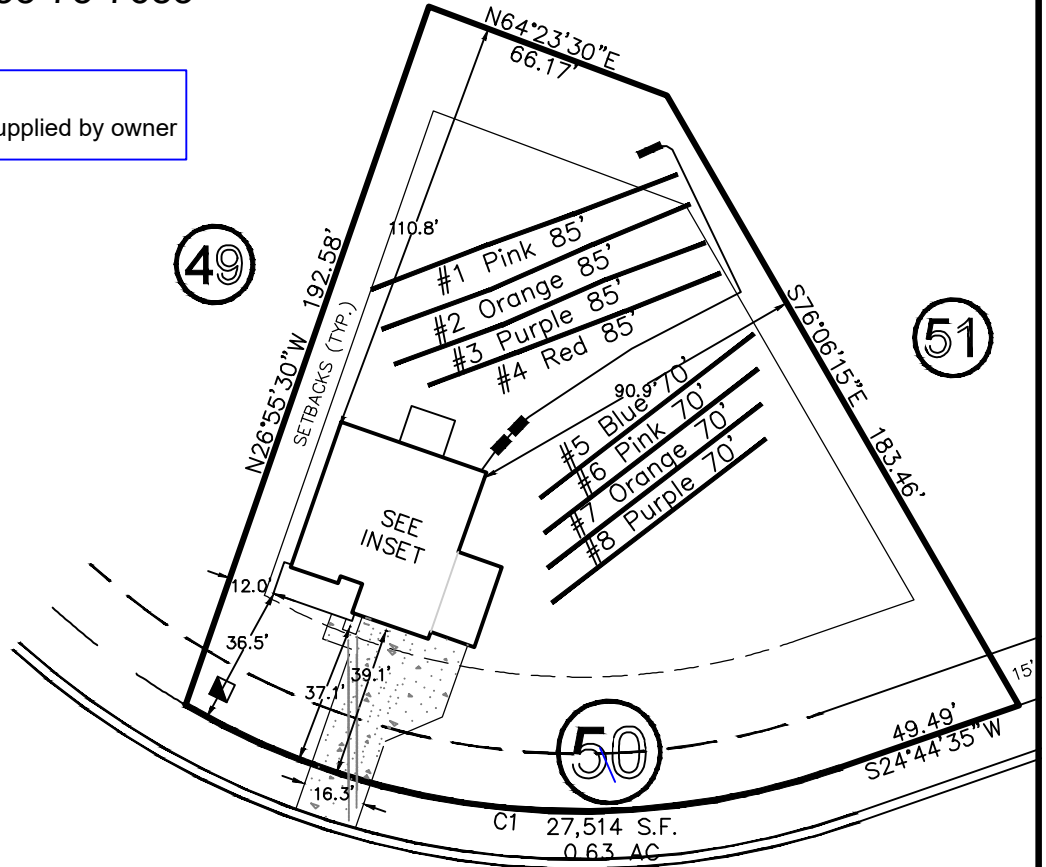 N64°23'30"E
66.17'
upplied by owner
49
110.8'
192.58'
N26°55'30"W
SETBACKS (TYP.)
#1 Pink 85'
#2 Orange 85'
#3 Purple 85'
#4 Red 85'
S76°06'15"E
183.46'
51
90.9'
#5 Blue 70'
#6 Pink 70'
#7 Orange 70'
#8 Purple 70'
SEE
INSET
12.0'
36.5'
37.1'
39.1'
16.3'
15'
50
49.49'
S24°44'35"W
C1
27,514 S.F.
0.63 AC